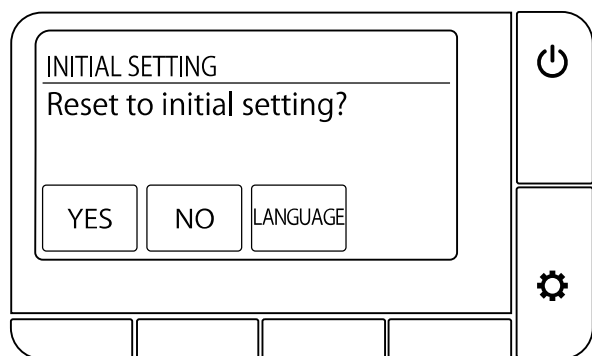 INITIAL SETTING
Reset to initial setting?
YES NO LANGUAGE